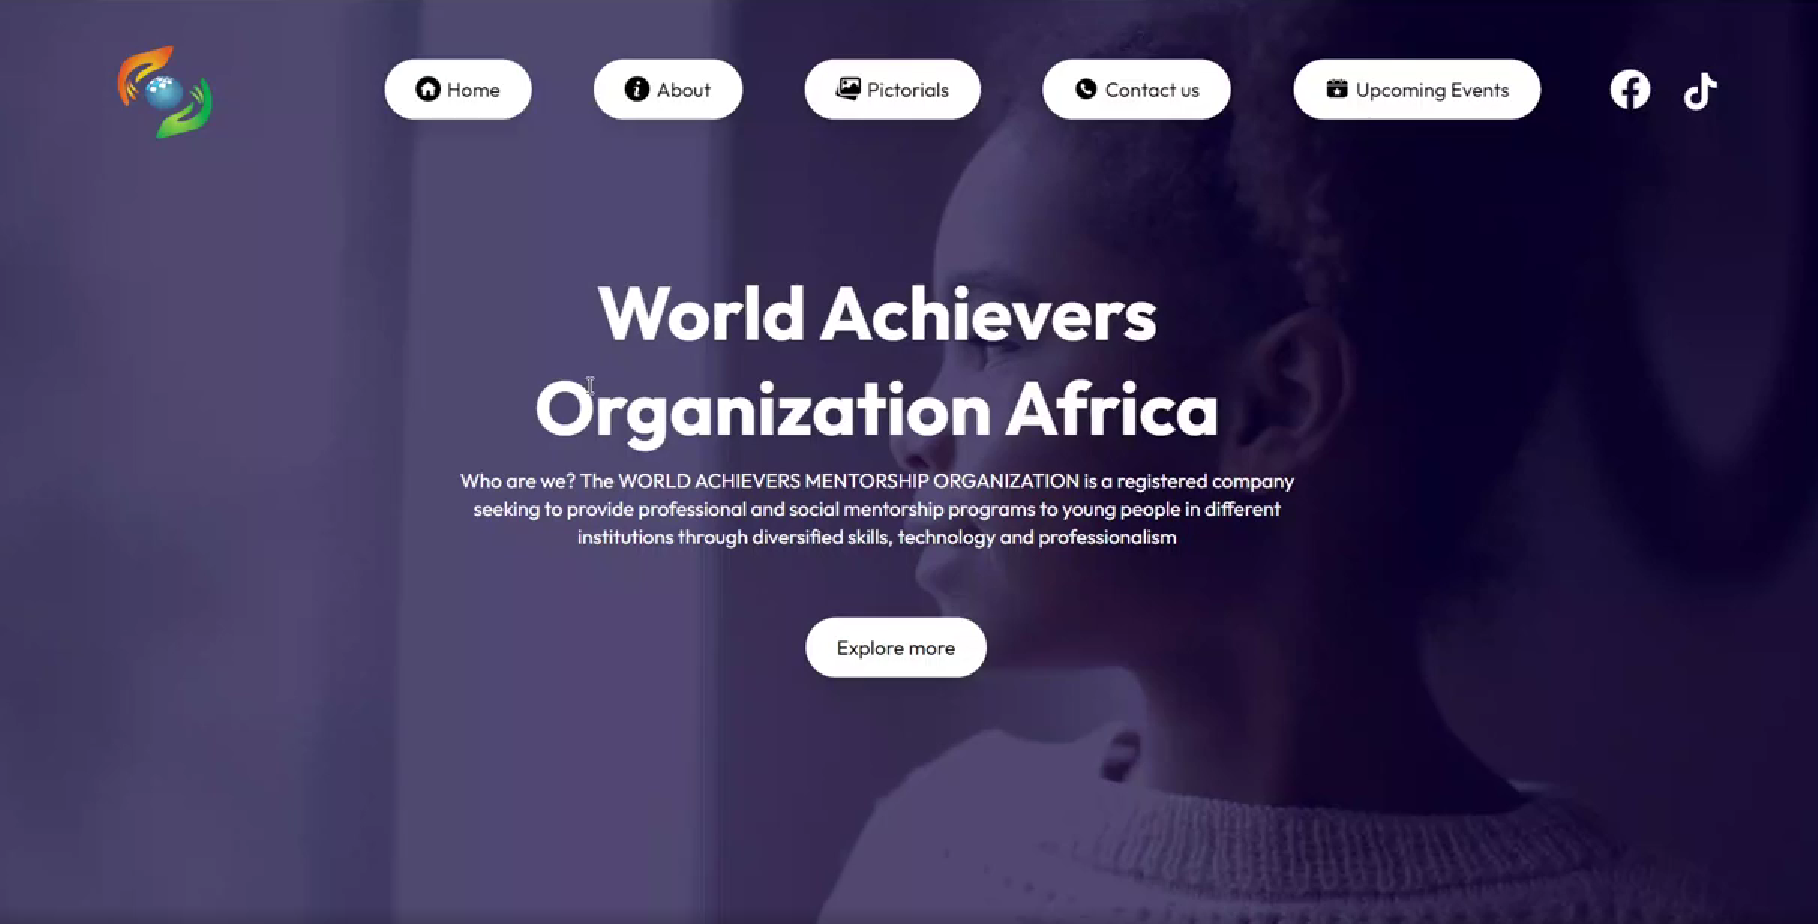 Home
About
Pictorials
Contact us
Upcoming Events
World Achievers
Organization Africa
Who are we? The WORLD ACHIEVERS MENTORSHIP ORGANIZATION is a registered company
seeking to provide professional and social mentorship programs to young people in different
institutions through diversified skills, technology and professionalism
Explore more